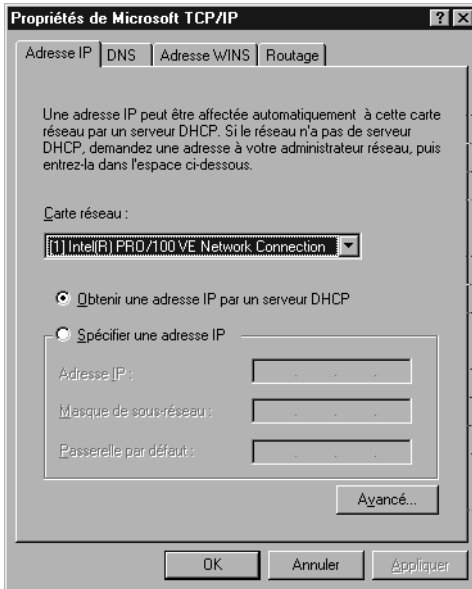 Propriétés de Microsoft TCP/IP
Adresse IP DNS Adresse WINS Routage
Une adresse IP peut être affectée automatiquement à cette carte
réseau par un serveur DHCP. Si le réseau n'a pas de serveur
DHCP, demandez une adresse à votre administrateur réseau, puis
entrez-la dans l'espace ci-dessous.
Carte réseau :
[1] Intel(R) PRO/100 VE Network Connection
Obtenir une adresse IP par un serveur DHCP
Spécifier une adresse IP
Adresse IP :
Masque de sous-réseau :
Passerelle par défaut :
Avancé...
OK Annuler Appliquer